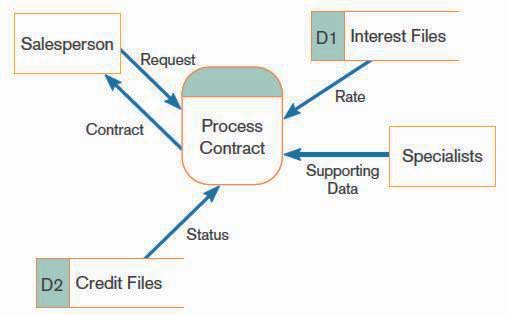 Salesperson
Request
D1 Interest Files
Rate
Contract
Process
Contract
Specialists
Supporting
Data
Status
D2 Credit Files